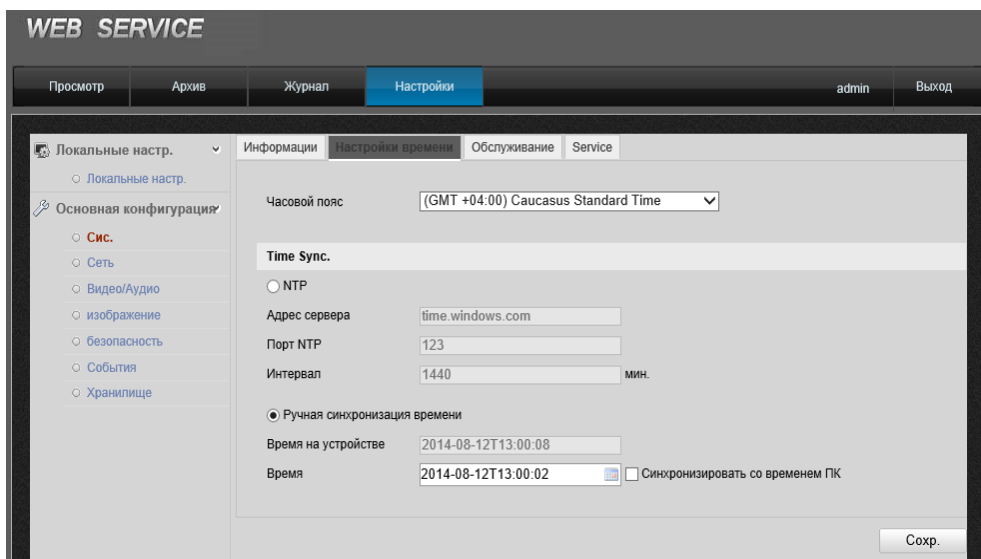 WEB SERVICE
Просмотр Архив Журнал Настройки admin Выход
Локальные настр.
Локальные настр.
Основная конфигурация
Сис.
Сеть
Видео/Аудио
изображение
безопасность
События
Хранилище
Информации Настройки времени Обслуживание Service
Часовой пояс (GMT +04:00) Caucasus Standard Time
Time Sync.
NTP
Адрес сервера time.windows.com
Порт NTP 123
Интервал 1440 мин.
Ручная синхронизация времени
Время на устройстве 2014-08-12T13:00:08
Время 2014-08-12T13:00:02 Синхронизировать со временем ПК
Сохр.